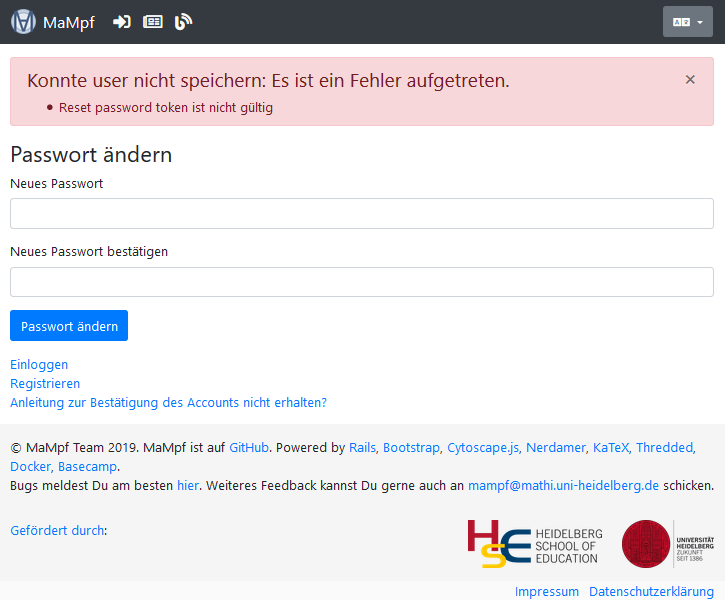 MaMpf
Konnte user nicht speichern: Es ist ein Fehler aufgetreten.
×
• Reset password token ist nicht gültig
Passwort ändern
Neues Passwort
Neues Passwort bestätigen
Passwort ändern
Einloggen
Registrieren
Anleitung zur Bestätigung des Accounts nicht erhalten?
© MaMpf Team 2019. MaMpf ist auf GitHub. Powered by Rails, Bootstrap, Cytoscape.js, Nerdamer, KaTeX, Thredded,
Docker, Basecamp.
Bugs meldest Du am besten hier. Weiteres Feedback kannst Du gerne auch an mampf@mathi.uni-heidelberg.de schicken.
Gefördert durch:
HSE
HEIDELBERG
SCHOOL OF
EDUCATION
UNIVERSITÄT
HEIDELBERG
ZUKUNFT
SEIT 1386
Impressum Datenschutzerklärung